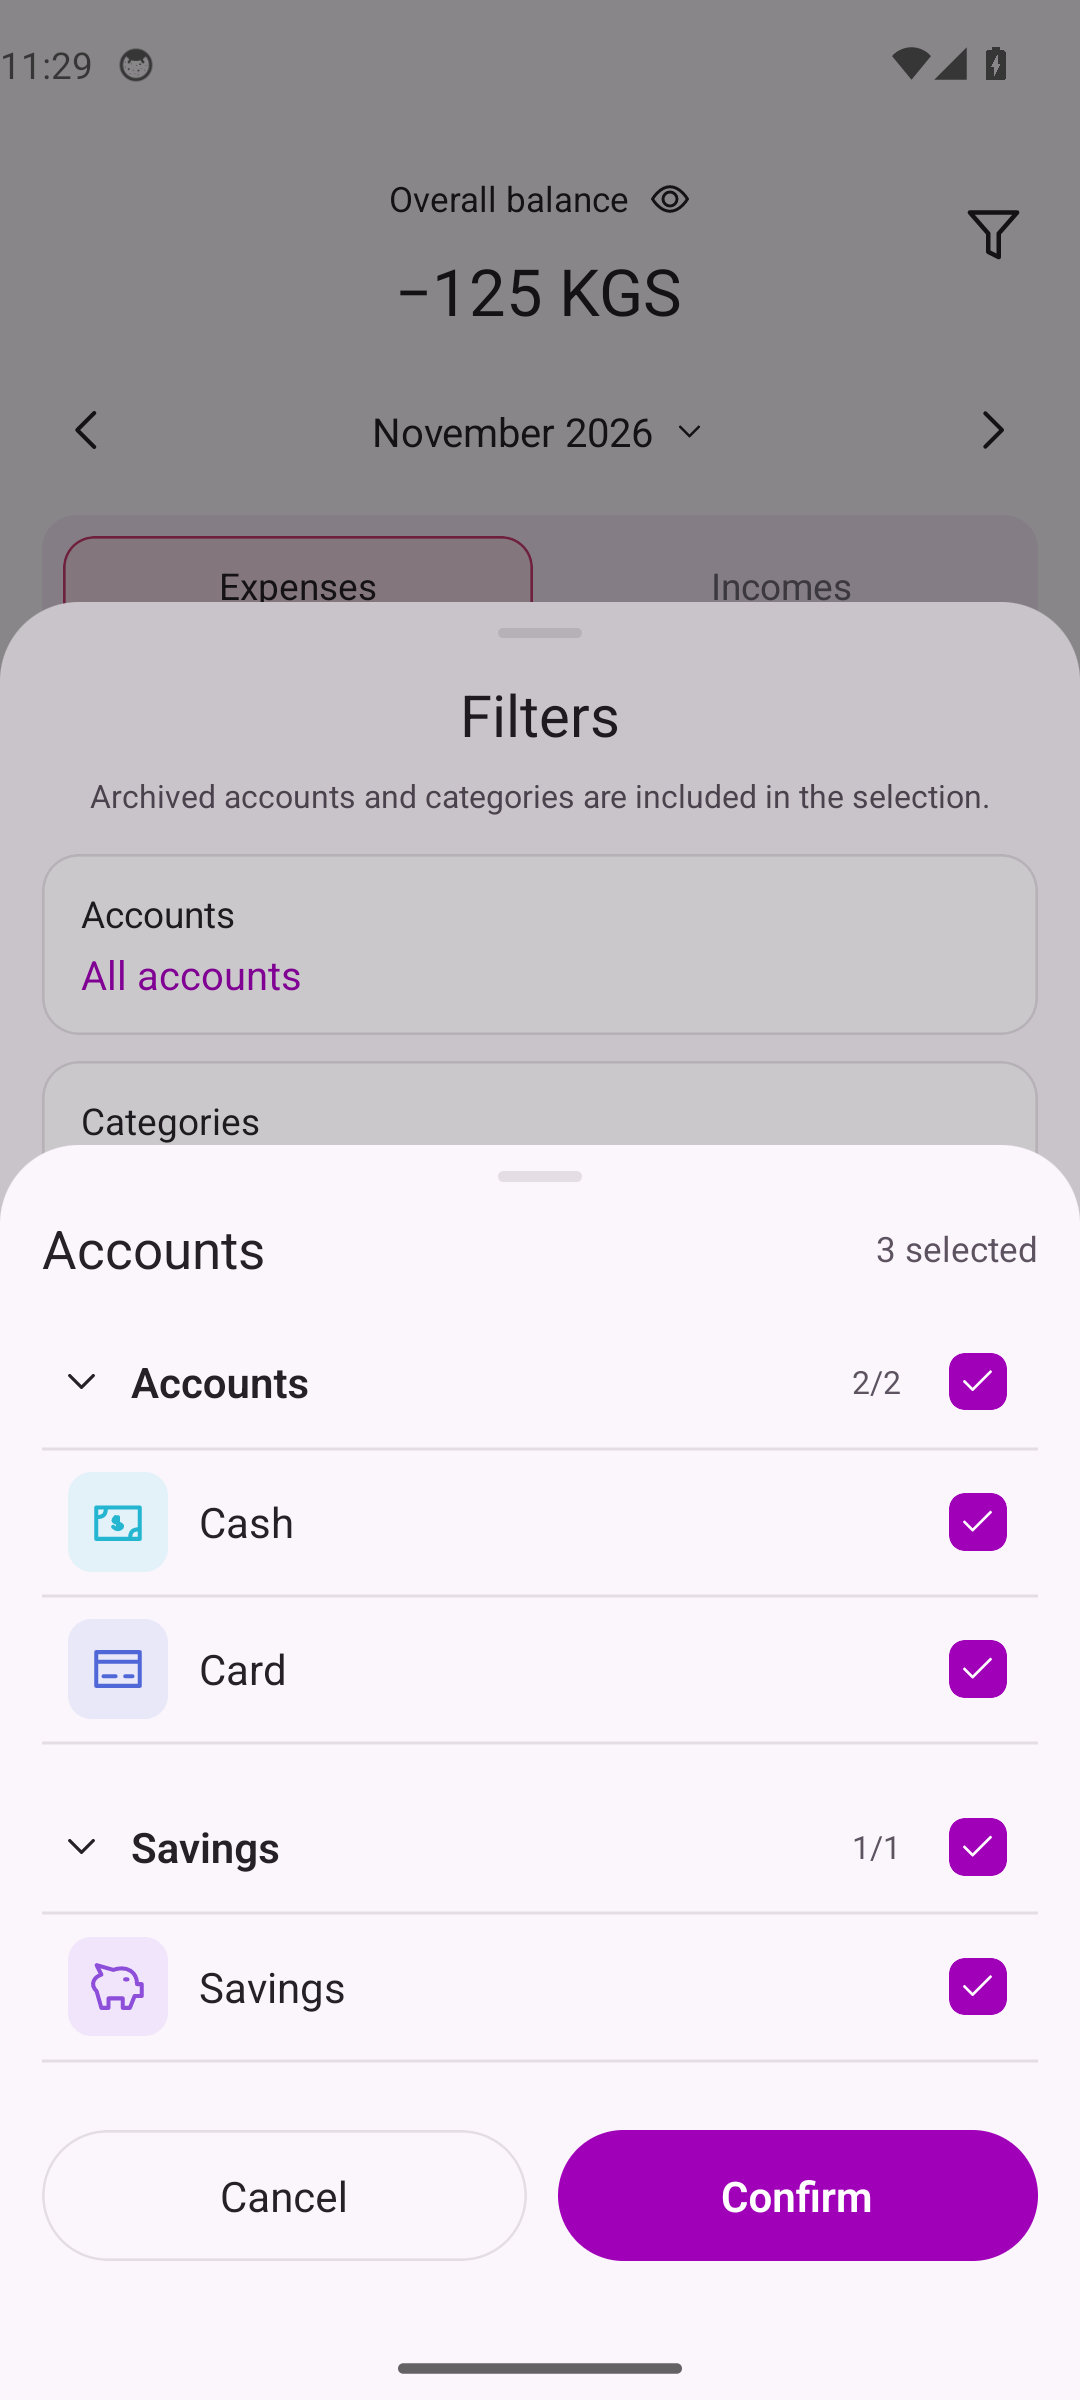 11:29
Overall balance
−125 KGS
November 2026
Expenses
Incomes
Filters
Archived accounts and categories are included in the selection.
Accounts
All accounts
Categories
Accounts
3 selected
Accounts
2/2
Cash
Card
Savings
1/1
Savings
Cancel
Confirm